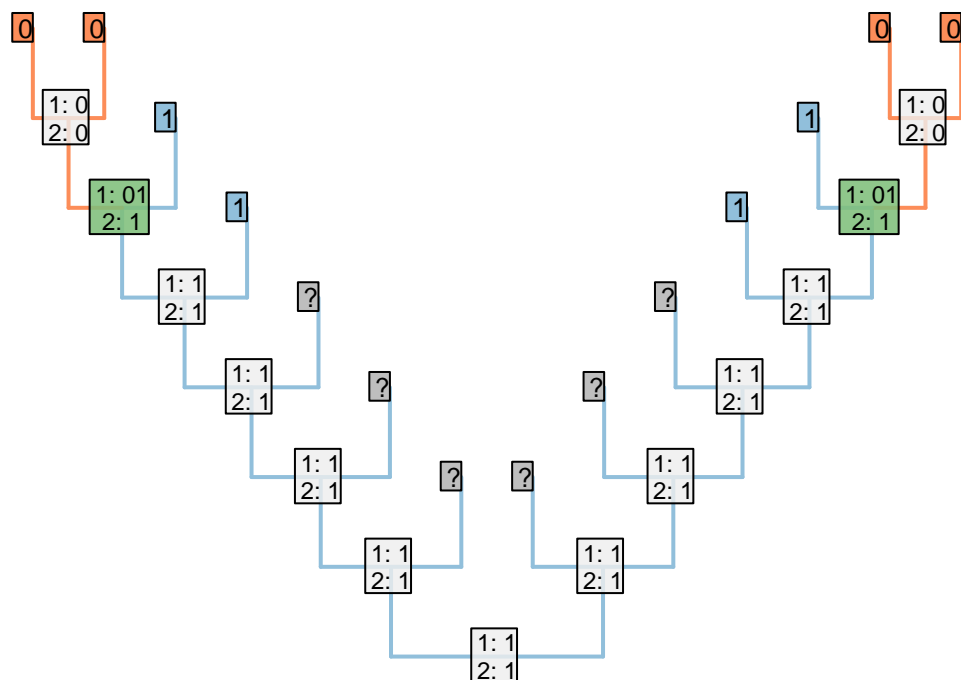 0 0 0 0
1: 0 1: 0
2: 0 1 1 2: 0
1: 01 1: 01
2: 1 1 1 2: 1
1: 1 ? ? 1: 1
2: 1 2: 1
1: 1 ? ? 1: 1
2: 1 2: 1
1: 1 ? ? 1: 1
2: 1 2: 1
1: 1 1: 1
2: 1 2: 1
1: 1
2: 1